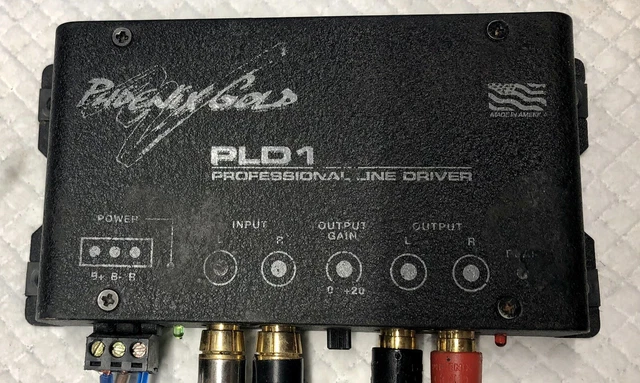 PHOENIX GOLD
MADE IN AMERICA
PLD1
PROFESSIONAL LINE DRIVER
POWER
INPUT
OUTPUT GAIN
OUTPUT
L R L R
B+ B- R
0 +20